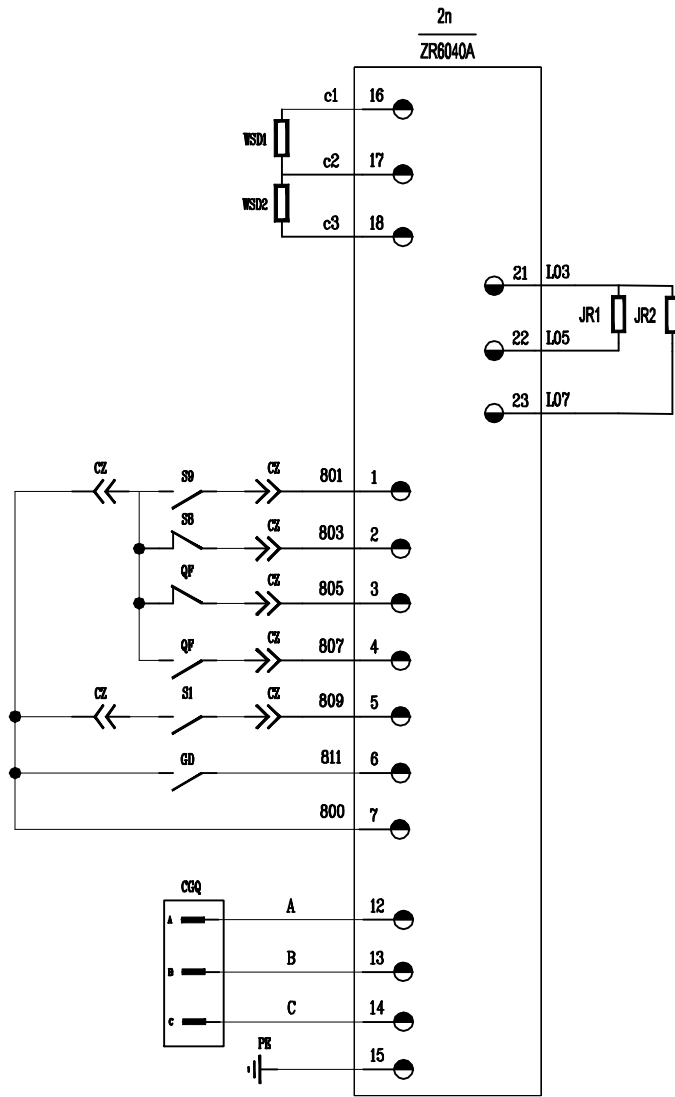 2n
ZR6040A
c1 16
WSD1
c2 17
WSD2
c3 18
21 L03
JR1 JR2
22 L05
23 L07
CZ S9 CZ 801 1
S8 CZ 803 2
QF CZ 805 3
QF CZ 807 4
CZ S1 CZ 809 5
GD 811 6
800 7
CGQ
A A 12
B B 13
C C 14
PE 15